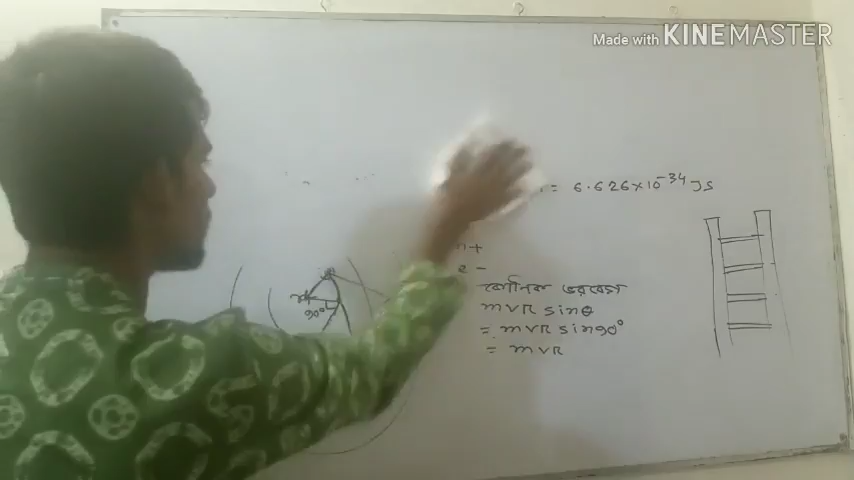 Made with KINEMASTER
= 6.626×10⁻³⁴ JS
n+
e -
কৌনিক ভরবেগ
mvR sinθ
= mvR sin90°
= mvR
90°